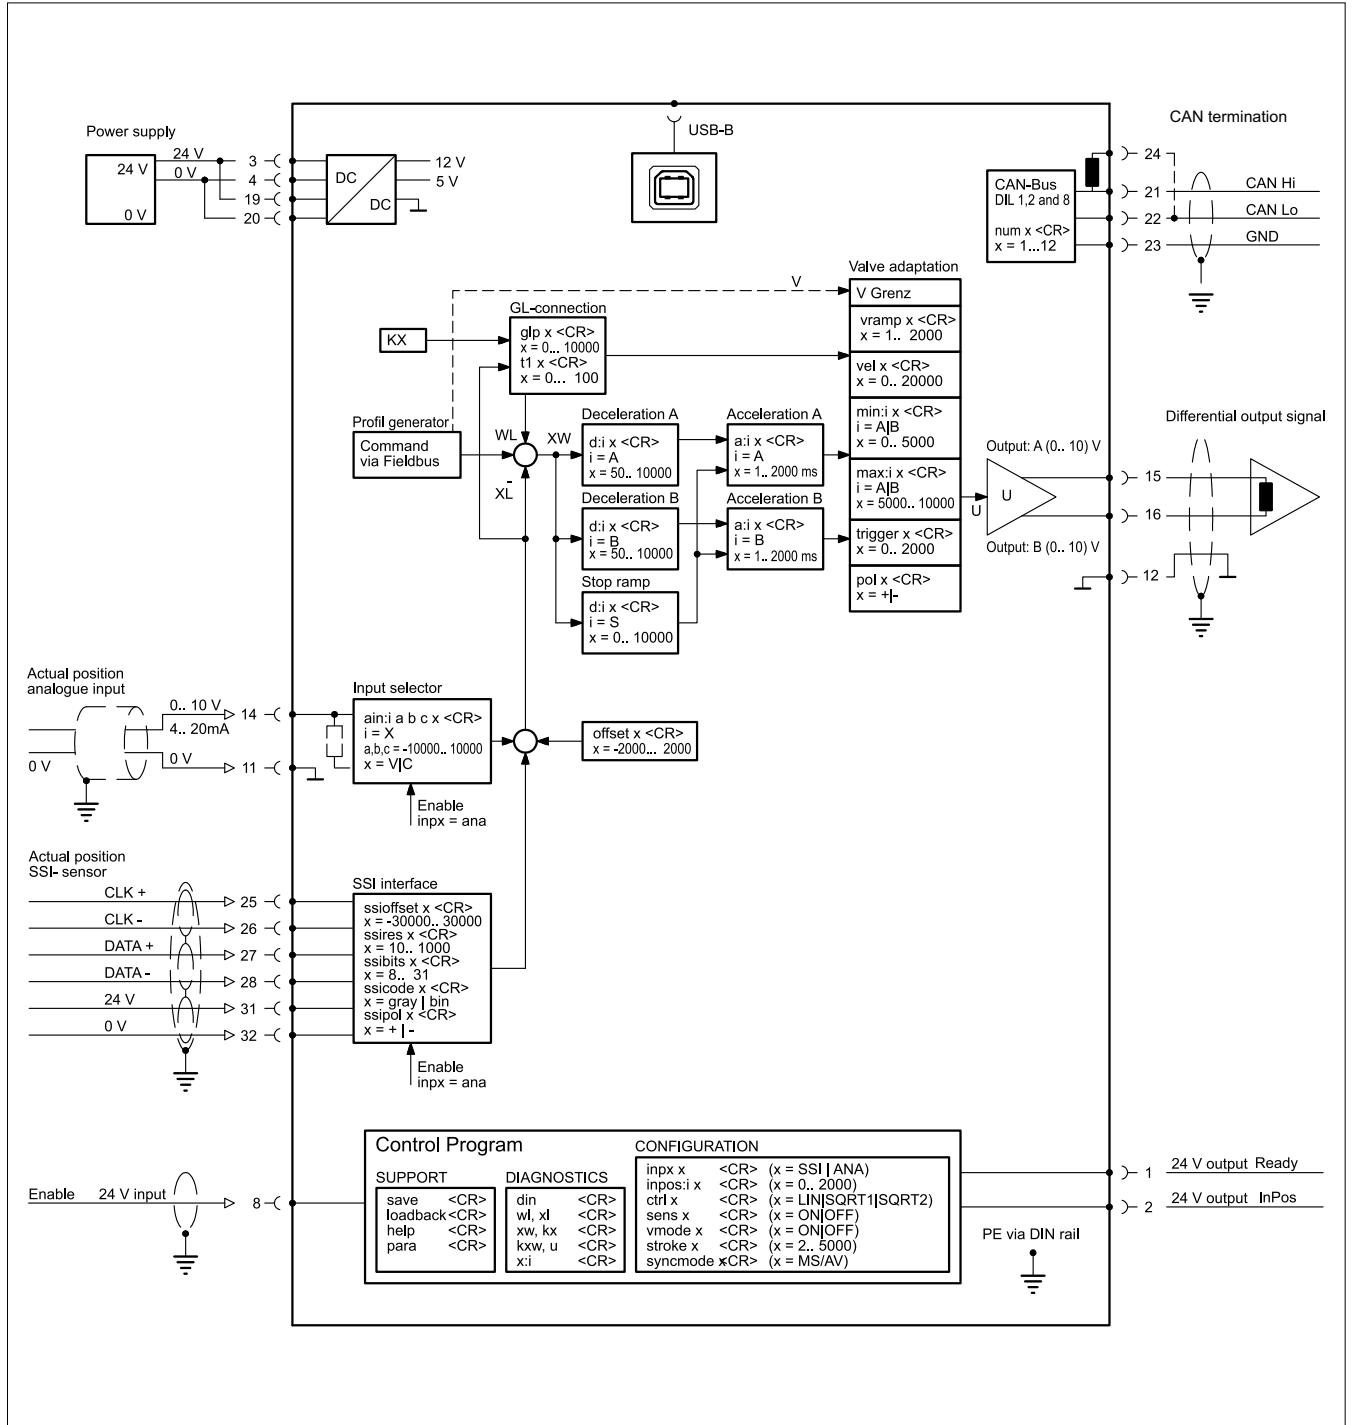 USB-B
Power supply
24 V
0 V
24 V
0 V
3
4
19
20
DC
DC
12 V
5 V
CAN termination
CAN-Bus
DIL 1,2 and 8
num x <CR>
x = 1...12
24
21
22
23
CAN Hi
CAN Lo
GND
KX
GL-connection
glp x <CR>
x = 0... 10000
t1 x <CR>
x = 0... 100
V
Valve adaptation
V Grenz
vramp x <CR>
x = 1.. 2000
vel x <CR>
x = 0.. 20000
min:i x <CR>
i = A|B
x = 0.. 5000
max:i x <CR>
i = A|B
x = 5000.. 10000
trigger x <CR>
x = 0.. 2000
pol x <CR>
x = +|-
Profil generator
Command
via Fieldbus
WL
XW
XL
-
Deceleration A
d:i x <CR>
i = A
x = 50.. 10000
Deceleration B
d:i x <CR>
i = B
x = 50.. 10000
Stop ramp
d:i x <CR>
i = S
x = 0.. 10000
Acceleration A
a:i x <CR>
i = A
x = 1.. 2000 ms
Acceleration B
a:i x <CR>
i = B
x = 1.. 2000 ms
U
U
Output: A (0.. 10) V
Output: B (0.. 10) V
Differential output signal
15
16
12
Actual position
analogue input
0.. 10 V
4.. 20mA
0 V
0 V
14
11
Input selector
ain:i a b c x <CR>
i = X
a,b,c = -10000.. 10000
x = V|C
Enable
inpx = ana
offset x <CR>
x = -2000... 2000
Actual position
SSI- sensor
CLK +
CLK -
DATA +
DATA -
24 V
0 V
25
26
27
28
31
32
SSI interface
ssioffset x <CR>
x = -30000.. 30000
ssires x <CR>
x = 10.. 1000
ssibits x <CR>
x = 8.. 31
ssicode x <CR>
x = gray | bin
ssipol x <CR>
x = + | -
Enable
inpx = ana
Enable
24 V input
8
Control Program
SUPPORT
save <CR>
loadback <CR>
help <CR>
para <CR>
DIAGNOSTICS
din <CR>
wl, xl <CR>
xw, kx <CR>
kxw, u <CR>
x:i <CR>
CONFIGURATION
inpx x <CR> (x = SSI | ANA)
inpos:i x <CR> (x = 0.. 2000)
ctrl x <CR> (x = LIN|SQRT1|SQRT2)
sens x <CR> (x = ON|OFF)
vmode x <CR> (x = ON|OFF)
stroke x <CR> (x = 2.. 5000)
syncmode x <CR> (x = MS/AV)
1
24 V output Ready
2
24 V output InPos
PE via DIN rail